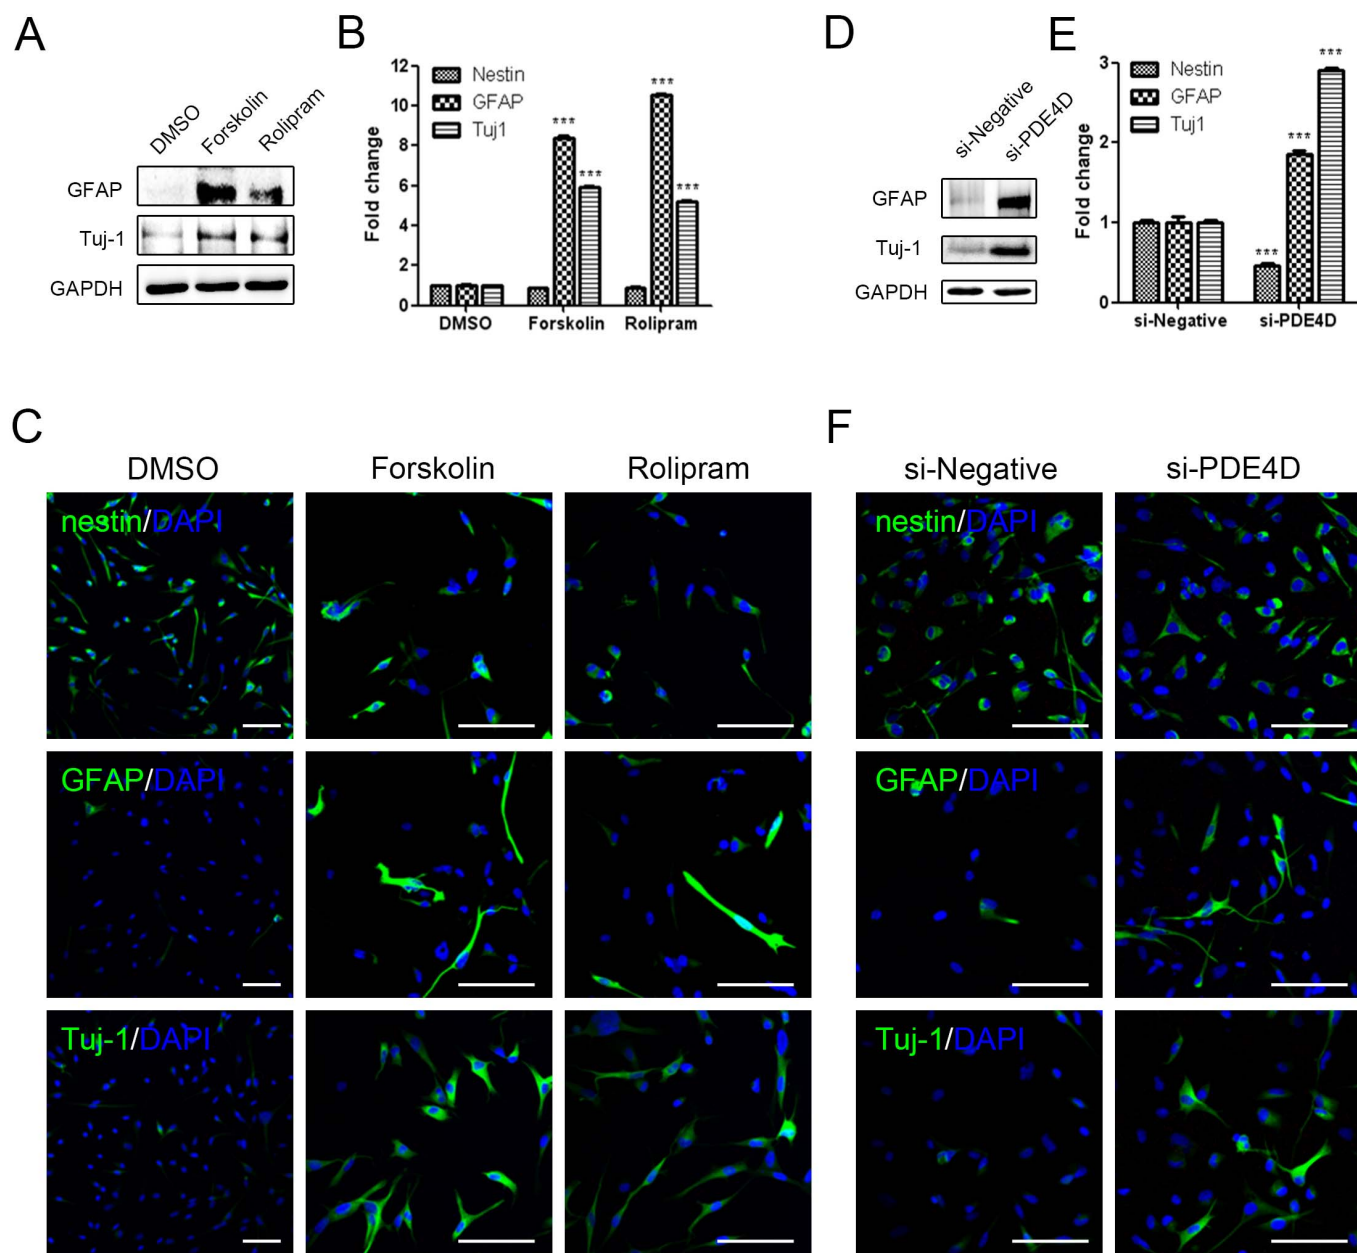 A
DMSO
Forskolin
Rolipram
GFAP
Tuj-1
GAPDH
B
Nestin
GFAP
Tuj1
Fold change
12
10
8
6
4
2
0
***
***
***
***
DMSO
Forskolin
Rolipram
D
si-Negative
si-PDE4D
GFAP
Tuj-1
GAPDH
E
Nestin
GFAP
Tuj1
Fold change
3
2
1
0
***
***
***
si-Negative
si-PDE4D
C
DMSO
Forskolin
Rolipram
nestin/DAPI
GFAP/DAPI
Tuj-1/DAPI
F
si-Negative
si-PDE4D
nestin/DAPI
GFAP/DAPI
Tuj-1/DAPI